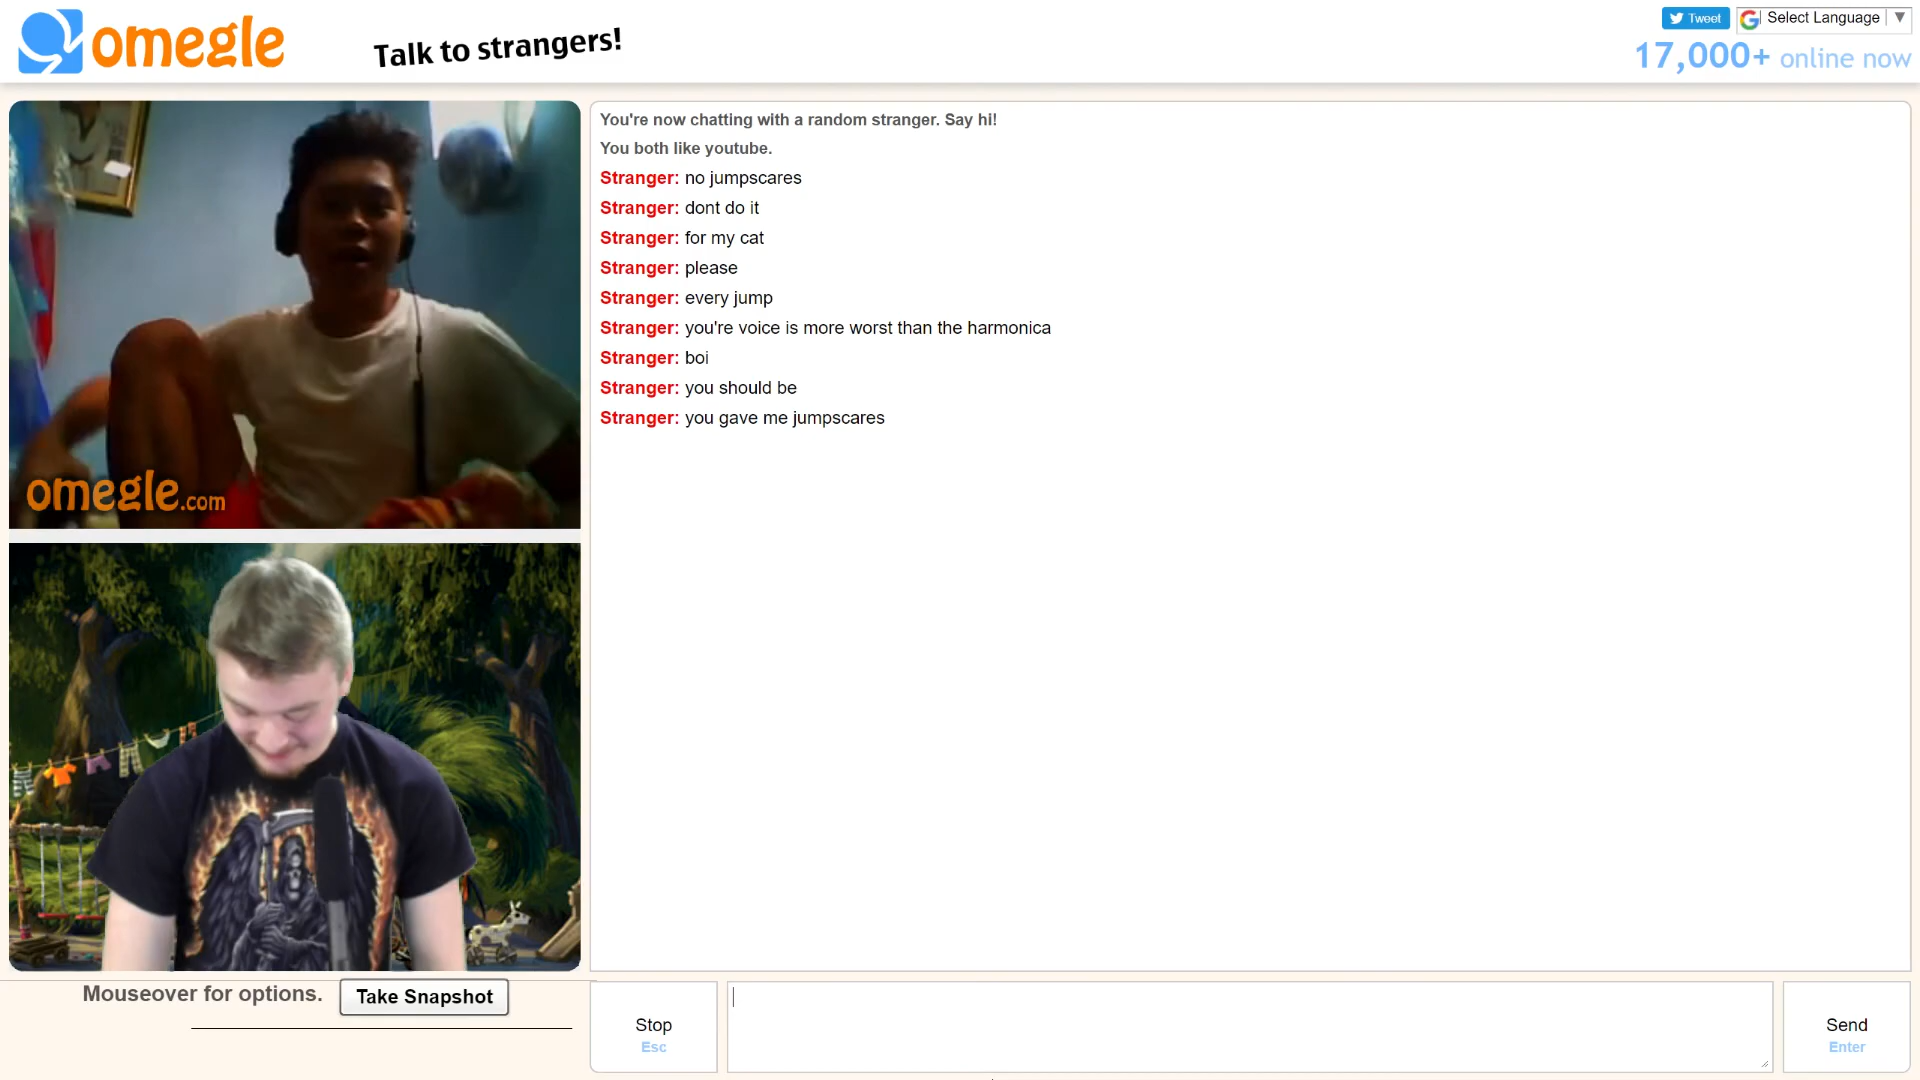 omegle
Talk to strangers!
Tweet
Select Language ▼
17,000+ online now
You're now chatting with a random stranger. Say hi!
You both like youtube.
Stranger: no jumpscares
Stranger: dont do it
Stranger: for my cat
Stranger: please
Stranger: every jump
Stranger: you're voice is more worst than the harmonica
Stranger: boi
Stranger: you should be
Stranger: you gave me jumpscares
omegle.com
Mouseover for options.
Take Snapshot
Stop
Esc
Send
Enter